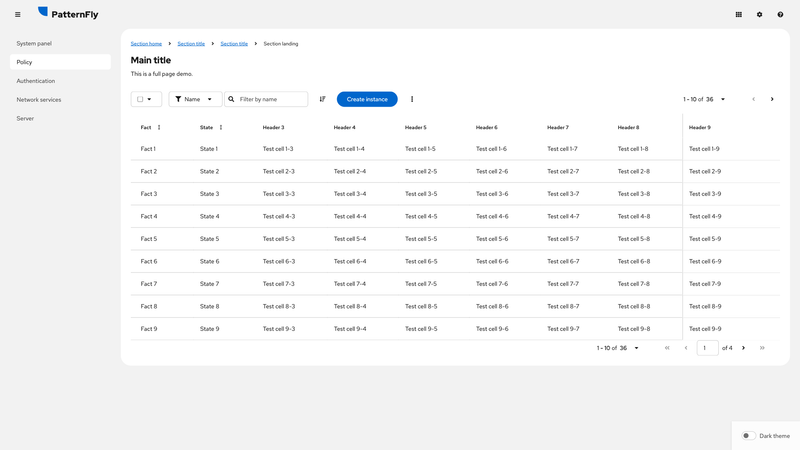 PatternFly
System panel
Policy
Authentication
Network services
Server
Section home Section title Section title Section landing
Main title
This is a full page demo.
Name Filter by name Create instance 1 - 10 of 36
Fact State Header 3 Header 4 Header 5 Header 6 Header 7 Header 8 Header 9
Fact 1 State 1 Test cell 1-3 Test cell 1-4 Test cell 1-5 Test cell 1-6 Test cell 1-7 Test cell 1-8 Test cell 1-9
Fact 2 State 2 Test cell 2-3 Test cell 2-4 Test cell 2-5 Test cell 2-6 Test cell 2-7 Test cell 2-8 Test cell 2-9
Fact 3 State 3 Test cell 3-3 Test cell 3-4 Test cell 3-5 Test cell 3-6 Test cell 3-7 Test cell 3-8 Test cell 3-9
Fact 4 State 4 Test cell 4-3 Test cell 4-4 Test cell 4-5 Test cell 4-6 Test cell 4-7 Test cell 4-8 Test cell 4-9
Fact 5 State 5 Test cell 5-3 Test cell 5-4 Test cell 5-5 Test cell 5-6 Test cell 5-7 Test cell 5-8 Test cell 5-9
Fact 6 State 6 Test cell 6-3 Test cell 6-4 Test cell 6-5 Test cell 6-6 Test cell 6-7 Test cell 6-8 Test cell 6-9
Fact 7 State 7 Test cell 7-3 Test cell 7-4 Test cell 7-5 Test cell 7-6 Test cell 7-7 Test cell 7-8 Test cell 7-9
Fact 8 State 8 Test cell 8-3 Test cell 8-4 Test cell 8-5 Test cell 8-6 Test cell 8-7 Test cell 8-8 Test cell 8-9
Fact 9 State 9 Test cell 9-3 Test cell 9-4 Test cell 9-5 Test cell 9-6 Test cell 9-7 Test cell 9-8 Test cell 9-9
1 - 10 of 36 1 of 4
Dark theme